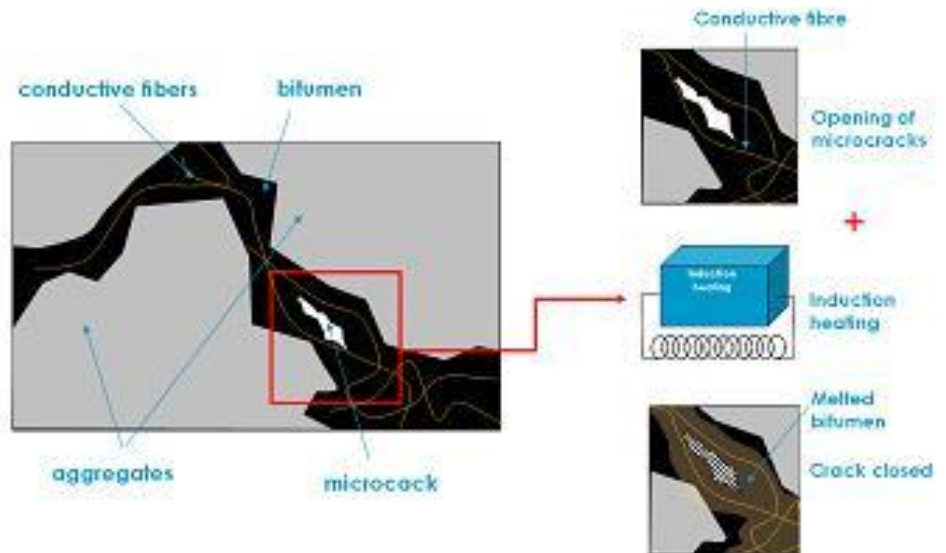 Conductive fibre
conductive fibers
bitumen
Opening of
microcracks
+
Induction
heating
Induction
heating
Melted
bitumen
Crack closed
aggregates
microcack